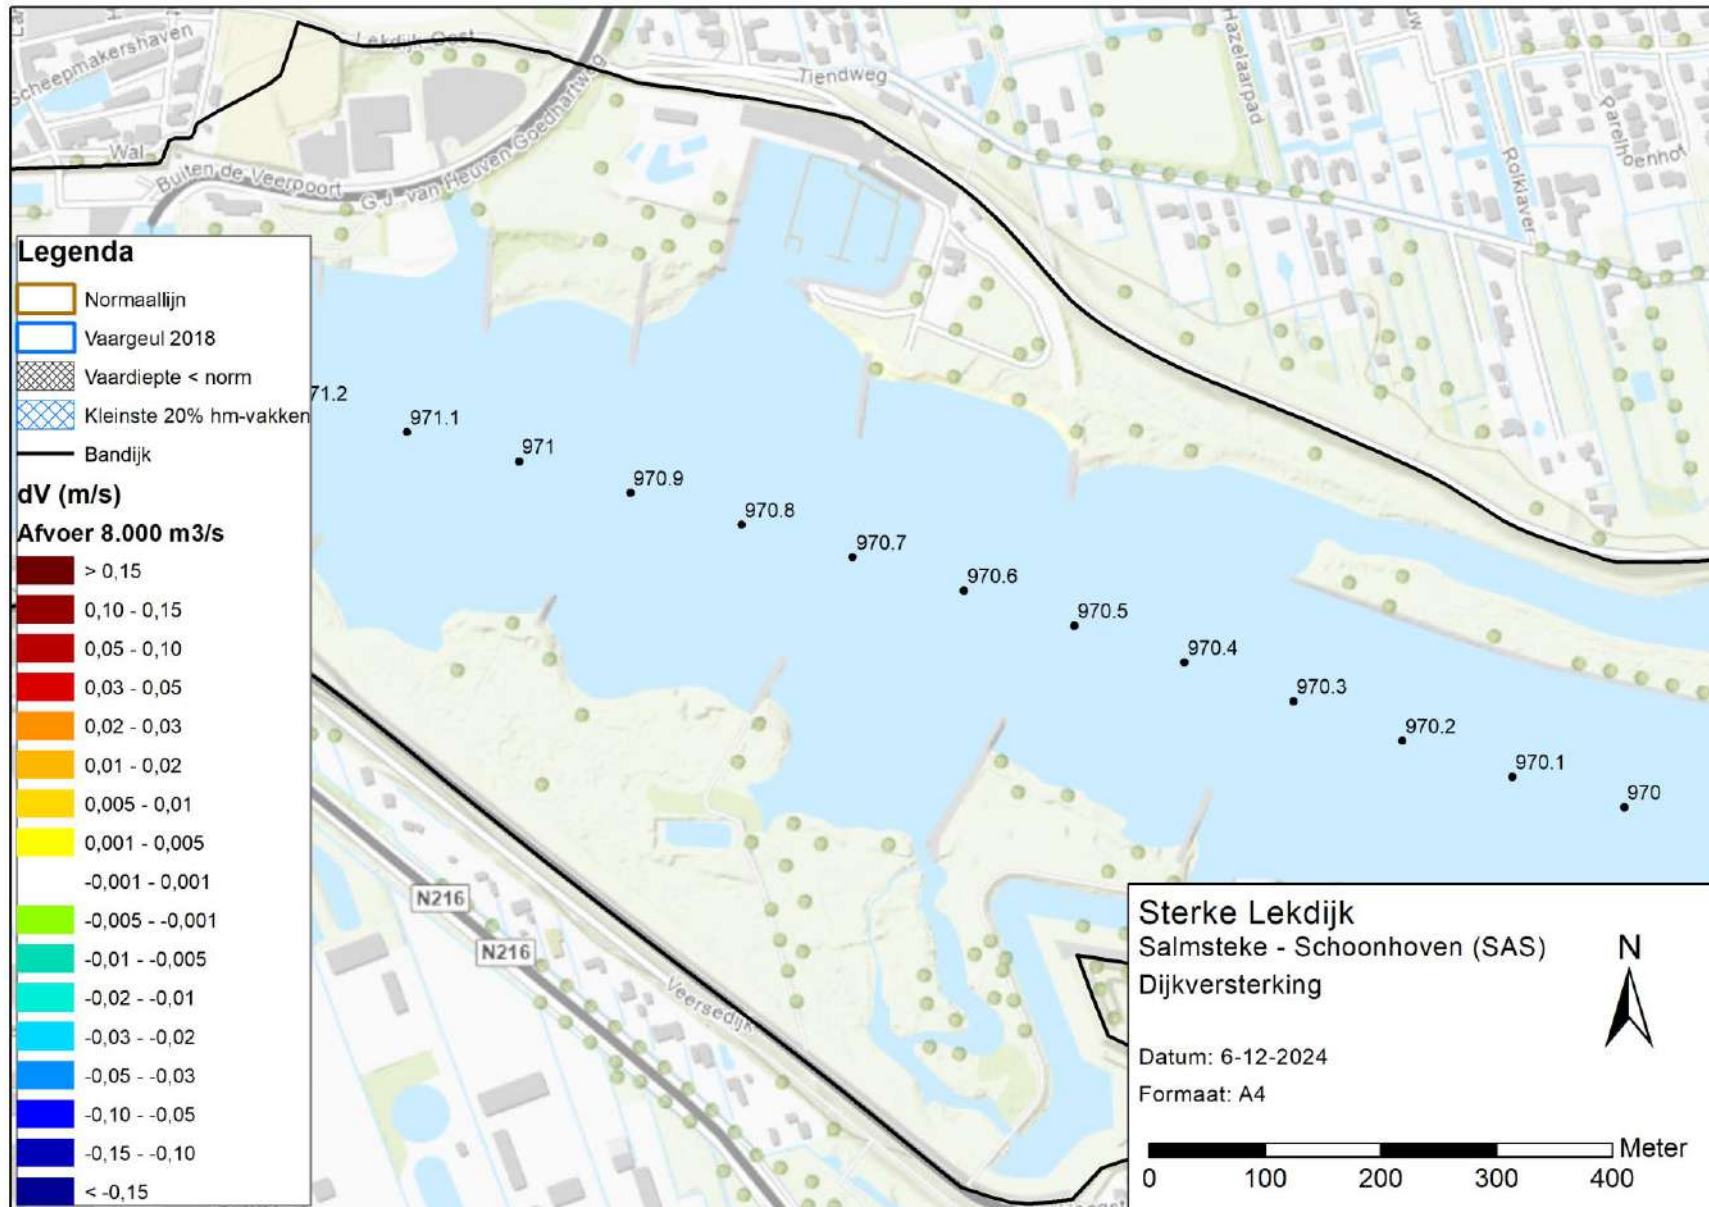 Scheepmakershaven
Lekdijk Oost
Tiendweg
Hazelaarpad
Parelhoenhof
Rolklaver
Wal
Buiten de Veerpoort
G.J. van Heuven Goedhartweg
Legenda
Normaallijn
Vaargeul 2018
Vaardiepte < norm
Kleinste 20% hm-vakken
Bandijk
dV (m/s)
Afvoer 8.000 m3/s
> 0,15
0,10 - 0,15
0,05 - 0,10
0,03 - 0,05
0,02 - 0,03
0,01 - 0,02
0,005 - 0,01
0,001 - 0,005
-0,001 - 0,001
-0,005 - -0,001
-0,01 - -0,005
-0,02 - -0,01
-0,03 - -0,02
-0,05 - -0,03
-0,10 - -0,05
-0,15 - -0,10
< -0,15
71.2
971.1
971
970.9
970.8
970.7
970.6
970.5
970.4
970.3
970.2
970.1
970
N216
N216
Veersedijk
Sterke Lekdijk
Salmsteke - Schoonhoven (SAS)
Dijkversterking
N
Datum: 6-12-2024
Formaat: A4
Meter
0 100 200 300 400